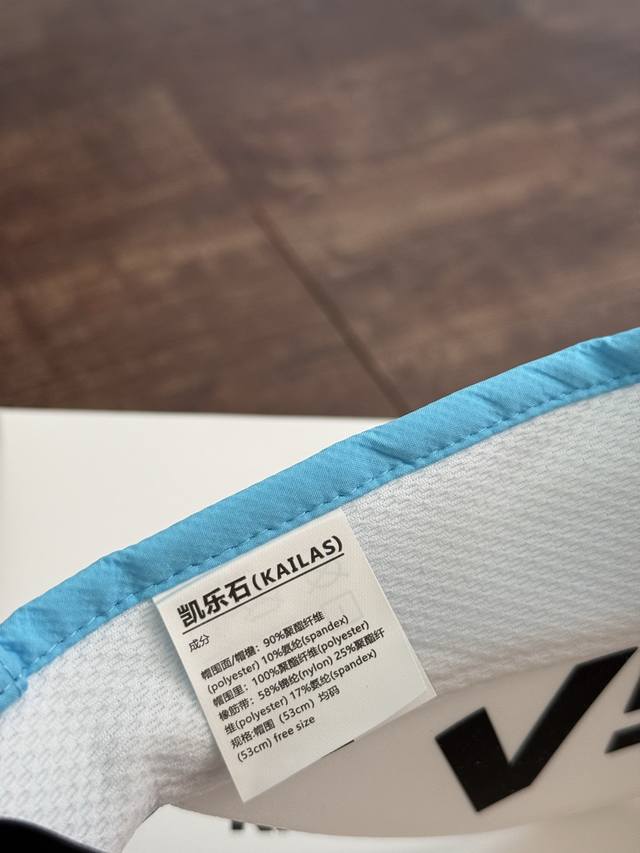 凯乐石(KAILAS)
成分
帽围面/帽檐：90%聚酯纤维
(polyester) 10%氨纶(spandex)
帽围里：100%聚酯纤维(polyester)
橡筋带：58%锦纶(nylon) 25%聚酯纤
维(polyester) 17%氨纶(spandex)
规格:帽围（53cm）均码
(53cm) free size